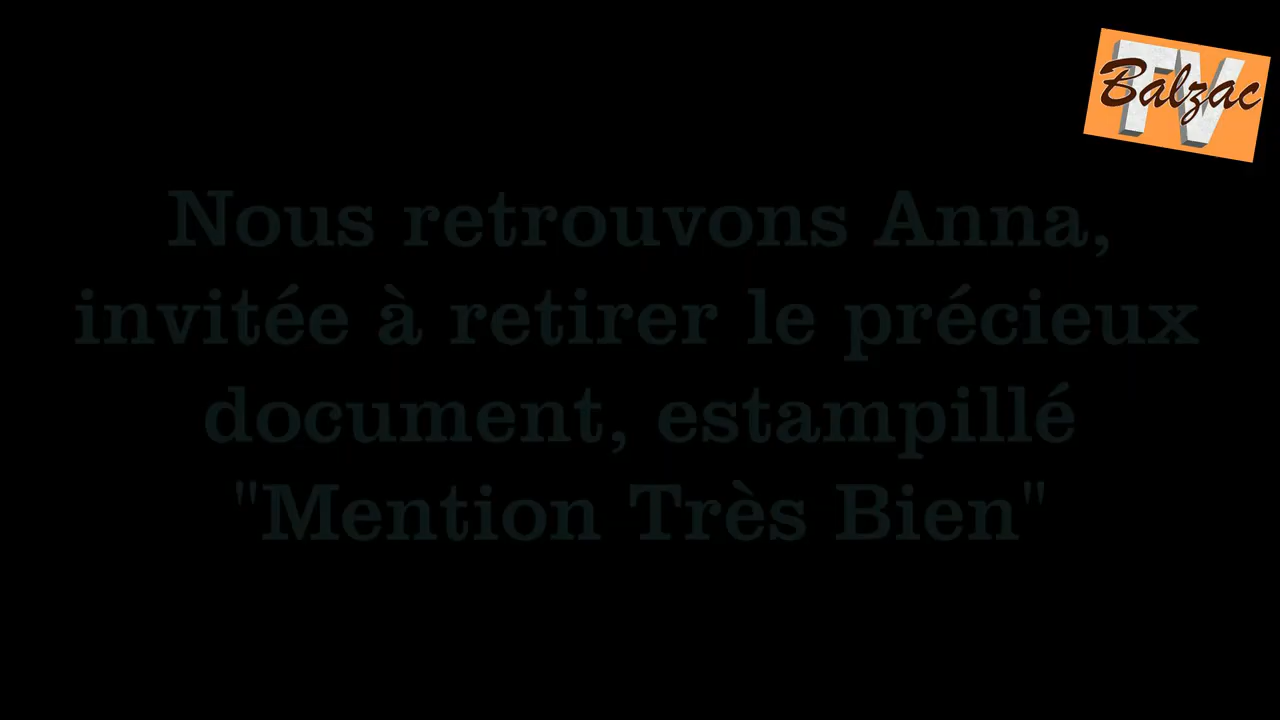 TV
Balzac
Nous retrouvons Anna,
invitée à retirer le précieux
document, estampillé
"Mention Très Bien"